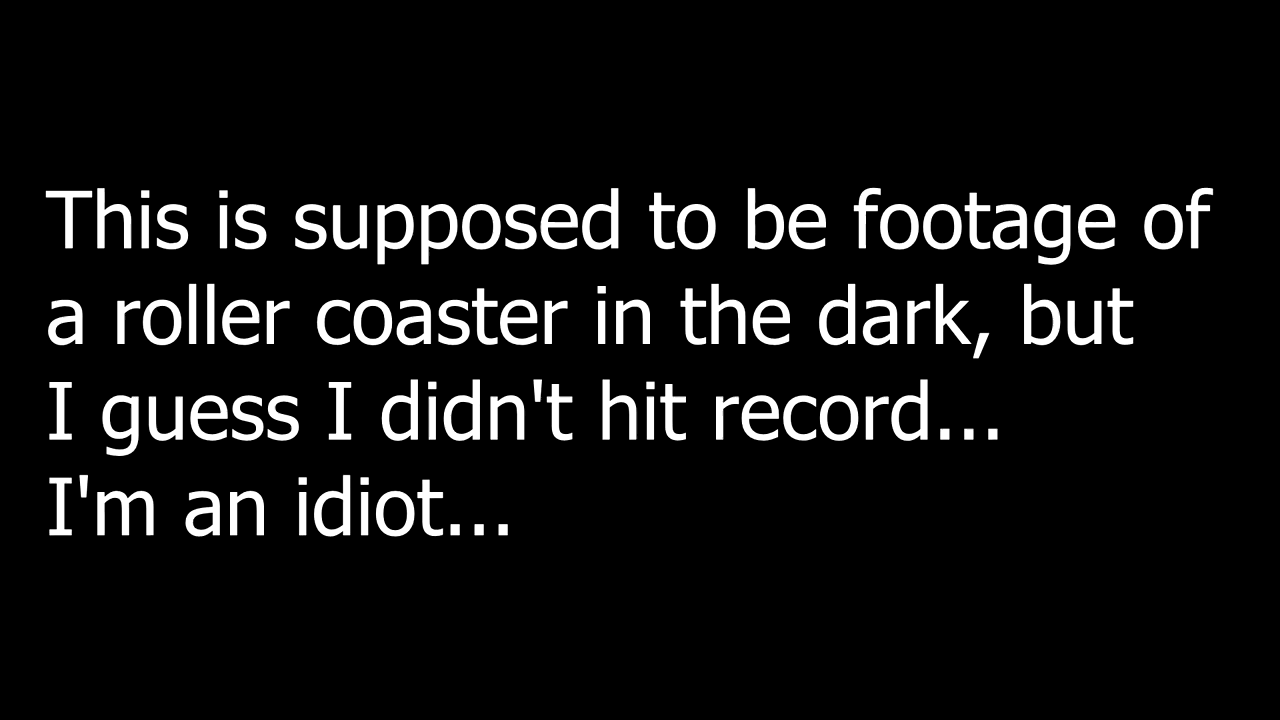 This is supposed to be footage of
a roller coaster in the dark, but
I guess I didn't hit record...
I'm an idiot...